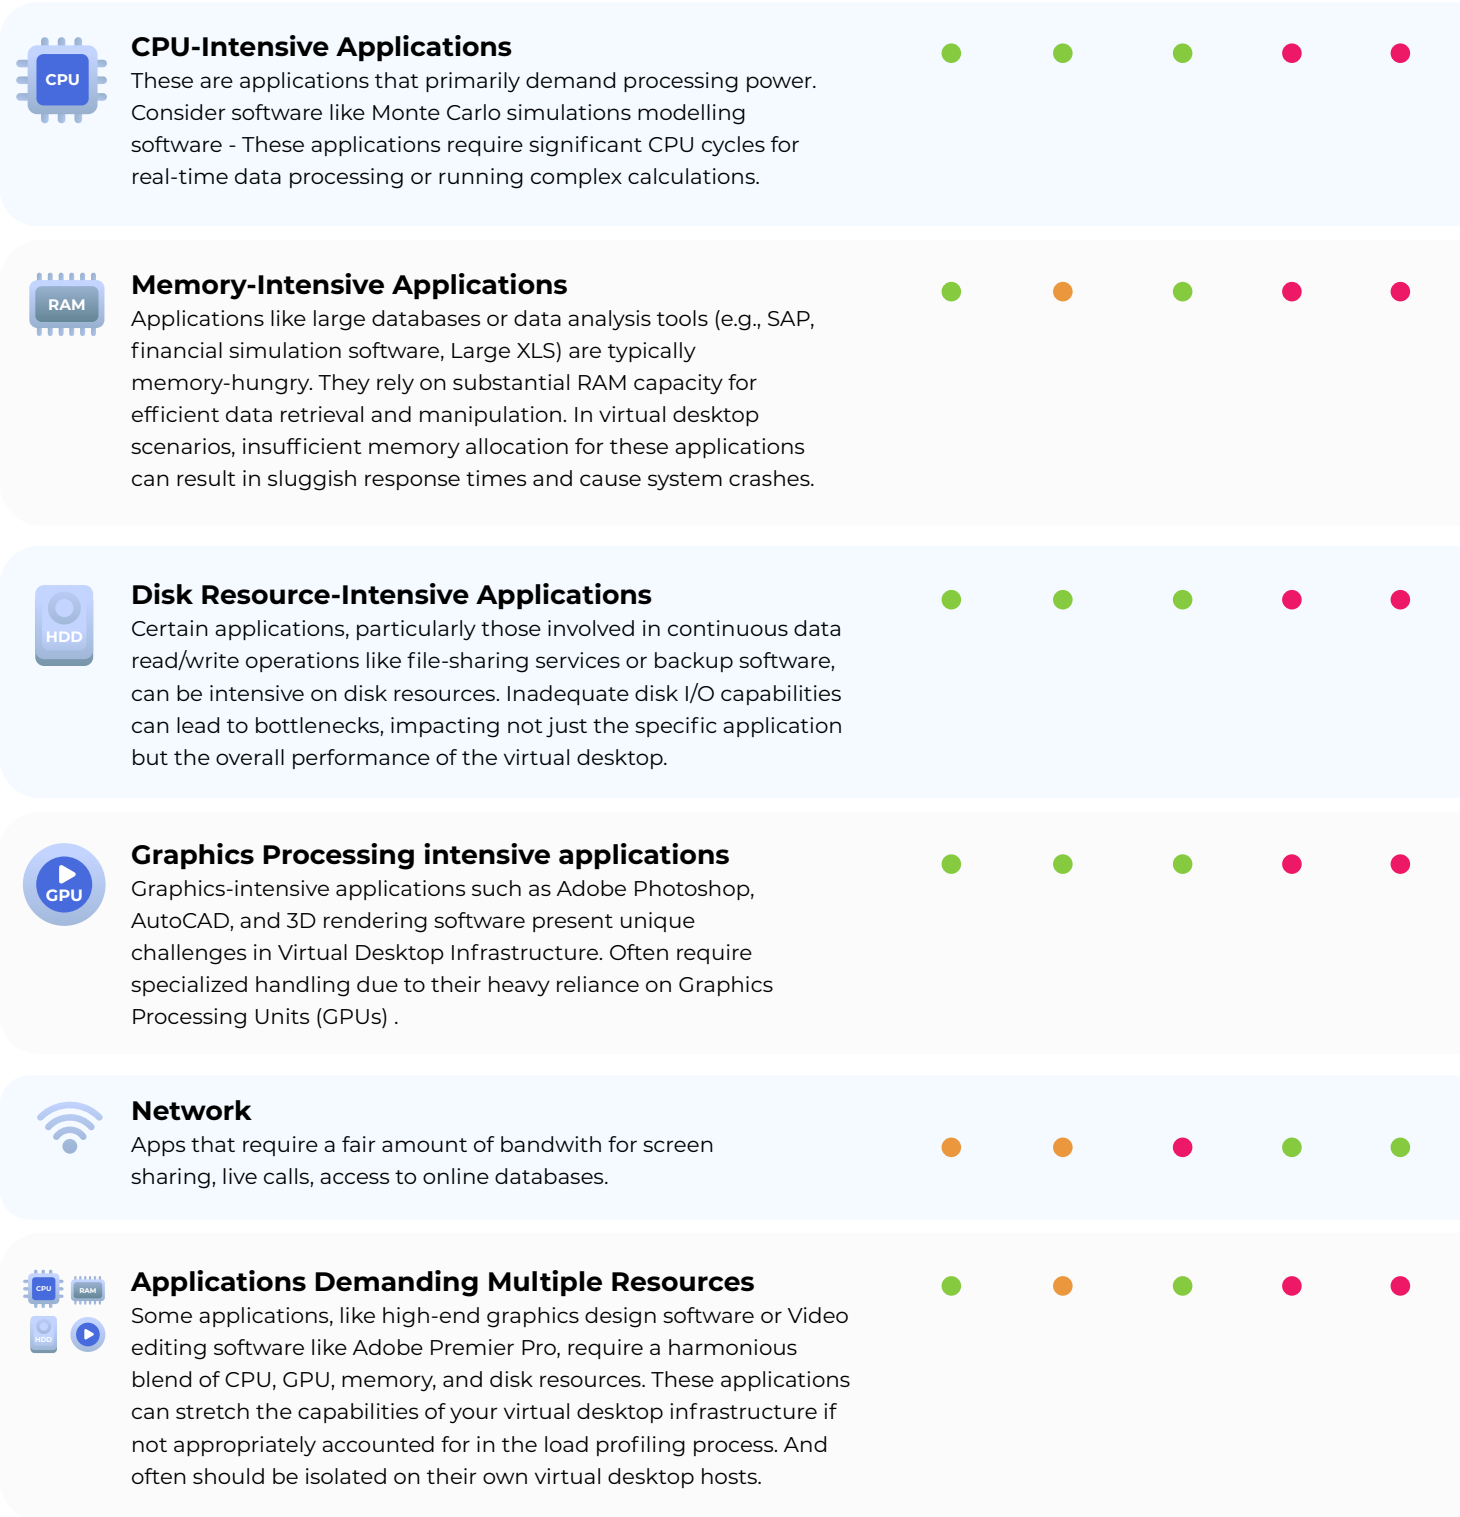 CPU
CPU-Intensive Applications
These are applications that primarily demand processing power.
Consider software like Monte Carlo simulations modelling
software - These applications require significant CPU cycles for
real-time data processing or running complex calculations.
RAM
Memory-Intensive Applications
Applications like large databases or data analysis tools (e.g., SAP,
financial simulation software, Large XLS) are typically
memory-hungry. They rely on substantial RAM capacity for
efficient data retrieval and manipulation. In virtual desktop
scenarios, insufficient memory allocation for these applications
can result in sluggish response times and cause system crashes.
HDD
Disk Resource-Intensive Applications
Certain applications, particularly those involved in continuous data
read/write operations like file-sharing services or backup software,
can be intensive on disk resources. Inadequate disk I/O capabilities
can lead to bottlenecks, impacting not just the specific application
but the overall performance of the virtual desktop.
GPU
Graphics Processing intensive applications
Graphics-intensive applications such as Adobe Photoshop,
AutoCAD, and 3D rendering software present unique
challenges in Virtual Desktop Infrastructure. Often require
specialized handling due to their heavy reliance on Graphics
Processing Units (GPUs) .
Network
Apps that require a fair amount of bandwith for screen
sharing, live calls, access to online databases.
CPU
RAM
HDD
Applications Demanding Multiple Resources
Some applications, like high-end graphics design software or Video
editing software like Adobe Premier Pro, require a harmonious
blend of CPU, GPU, memory, and disk resources. These applications
can stretch the capabilities of your virtual desktop infrastructure if
not appropriately accounted for in the load profiling process. And
often should be isolated on their own virtual desktop hosts.